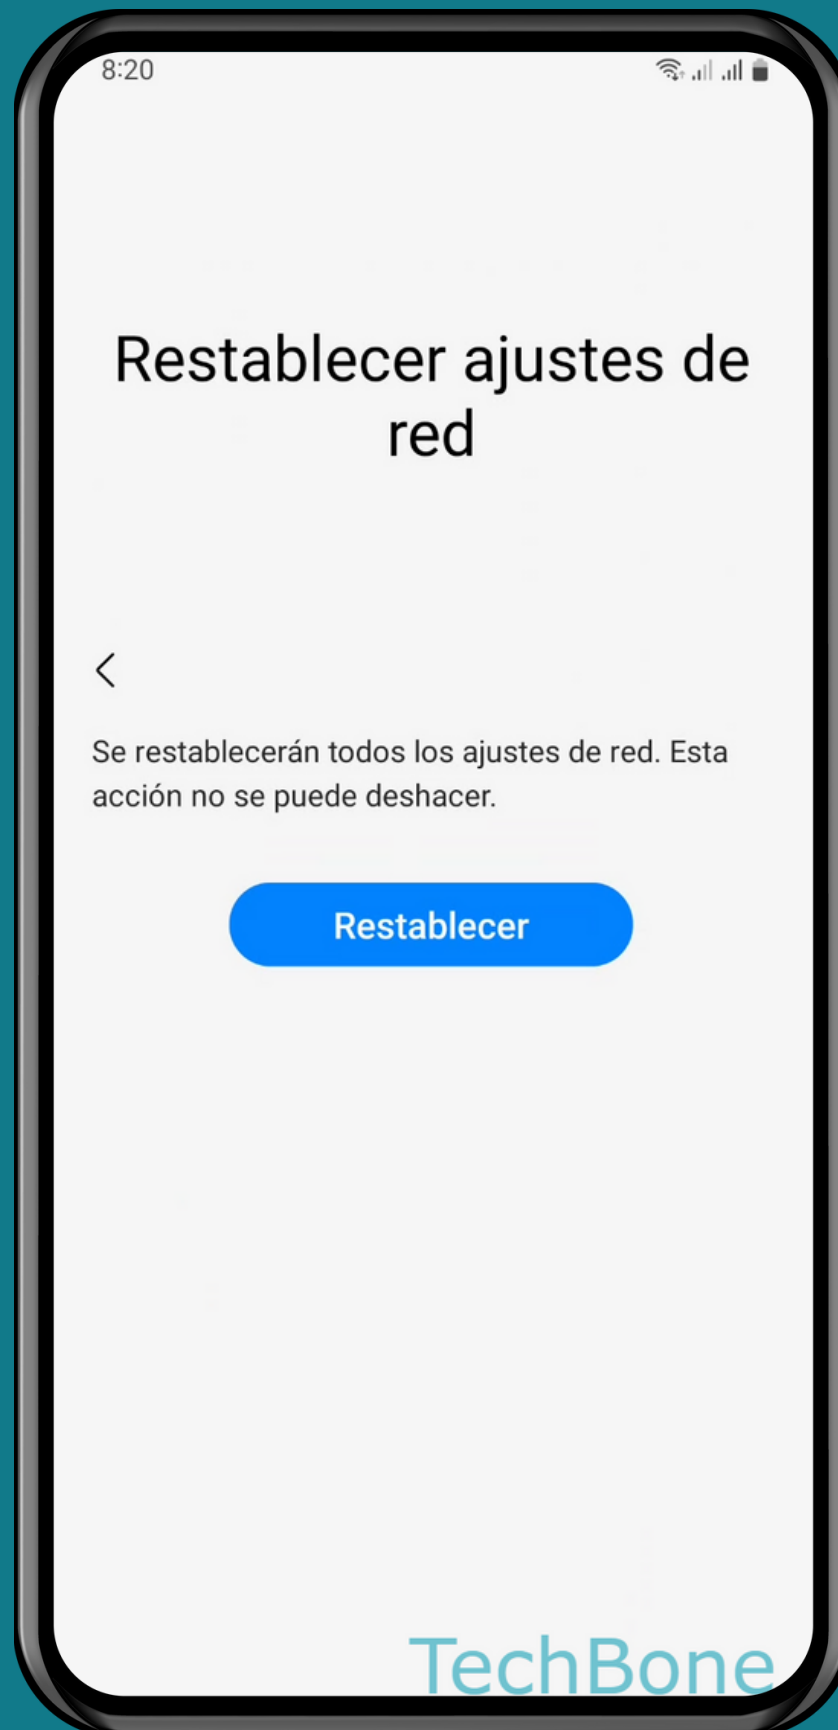 8:20
Restablecer ajustes de
red
Se restablecerán todos los ajustes de red. Esta
acción no se puede deshacer.
Restablecer
TechBone